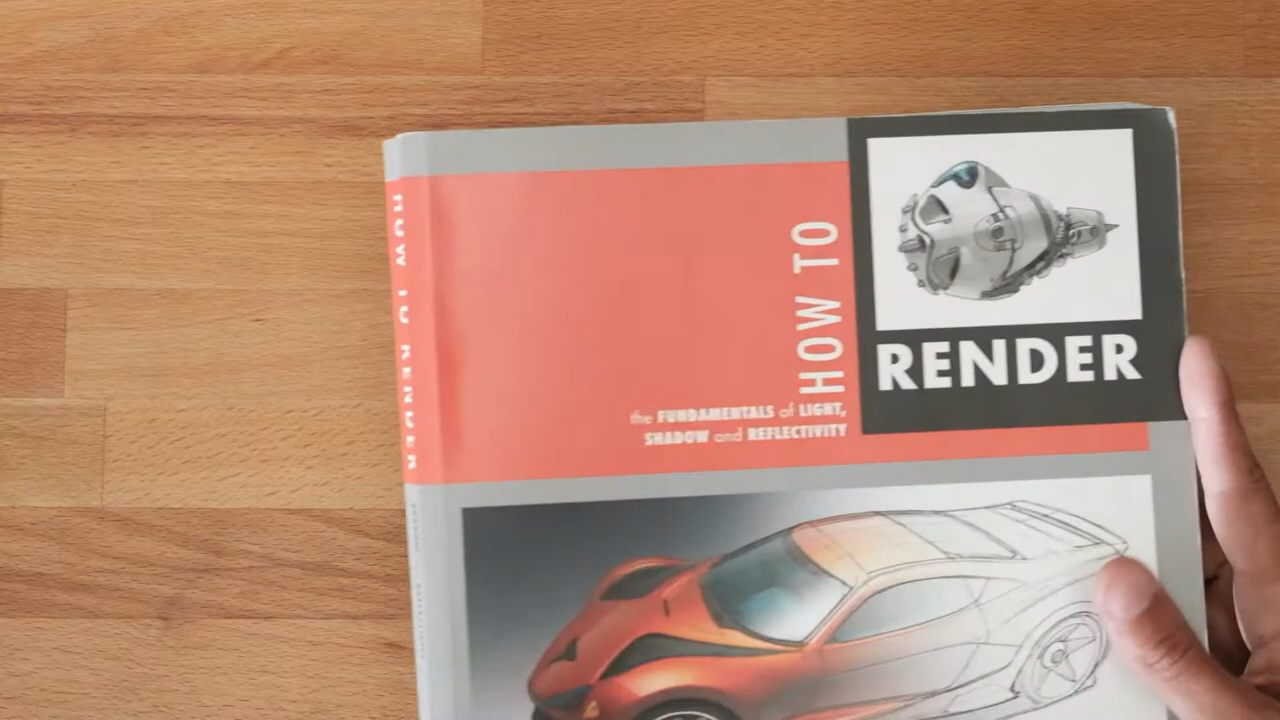 HOW TO RENDER
HOW TO
RENDER
the FUNDAMENTALS of LIGHT,
SHADOW and REFLECTIVITY